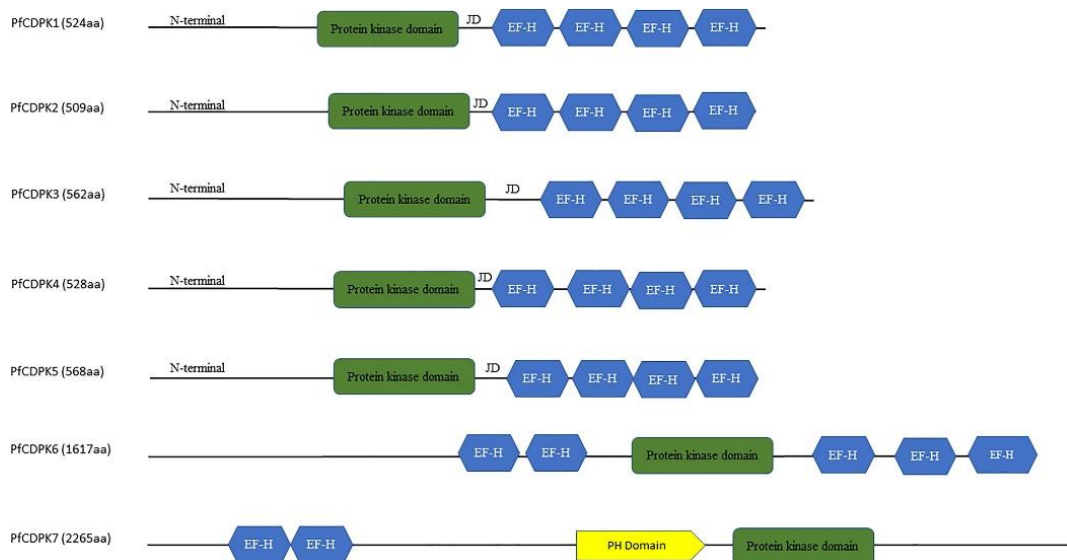 PfCDPK1 (524aa) N-terminal Protein kinase domain JD EF-H EF-H EF-H EF-H
PfCDPK2 (509aa) N-terminal Protein kinase domain JD EF-H EF-H EF-H EF-H
PfCDPK3 (562aa) N-terminal Protein kinase domain JD EF-H EF-H EF-H EF-H
PfCDPK4 (528aa) N-terminal Protein kinase domain JD EF-H EF-H EF-H EF-H
PfCDPK5 (568aa) N-terminal Protein kinase domain JD EF-H EF-H EF-H EF-H
PfCDPK6 (1617aa) EF-H EF-H Protein kinase domain EF-H EF-H EF-H
PfCDPK7 (2265aa) EF-H EF-H PH Domain Protein kinase domain